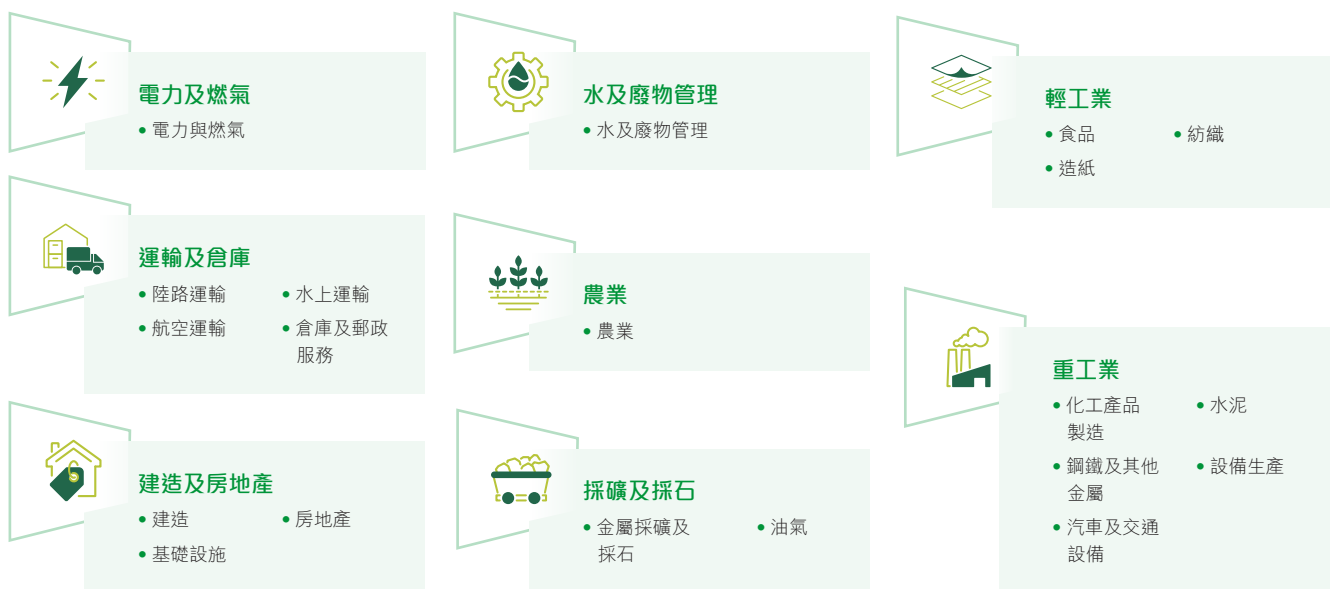 電力及燃氣
• 電力與燃氣
運輸及倉庫
• 陸路運輸
• 水上運輸
• 航空運輸
• 倉庫及郵政
服務
建造及房地產
• 建造
• 房地產
• 基礎設施
水及廢物管理
• 水及廢物管理
農業
• 農業
採礦及採石
• 金屬採礦及
採石
• 油氣
輕工業
• 食品
• 紡織
• 造紙
重工業
• 化工產品
製造
• 水泥
• 鋼鐵及其他
金屬
• 設備生產
• 汽車及交通
設備